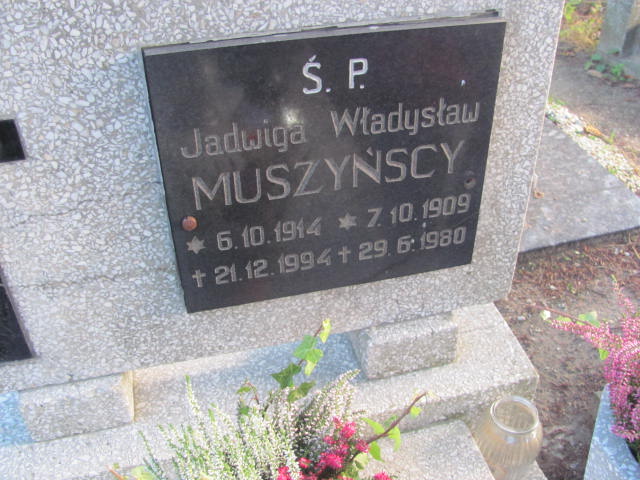 Ś. P.
Jadwiga Władysław
MUSZYŃSCY
* 6.10.1914 * 7.10.1909
† 21.12.1994 † 29.6.1980